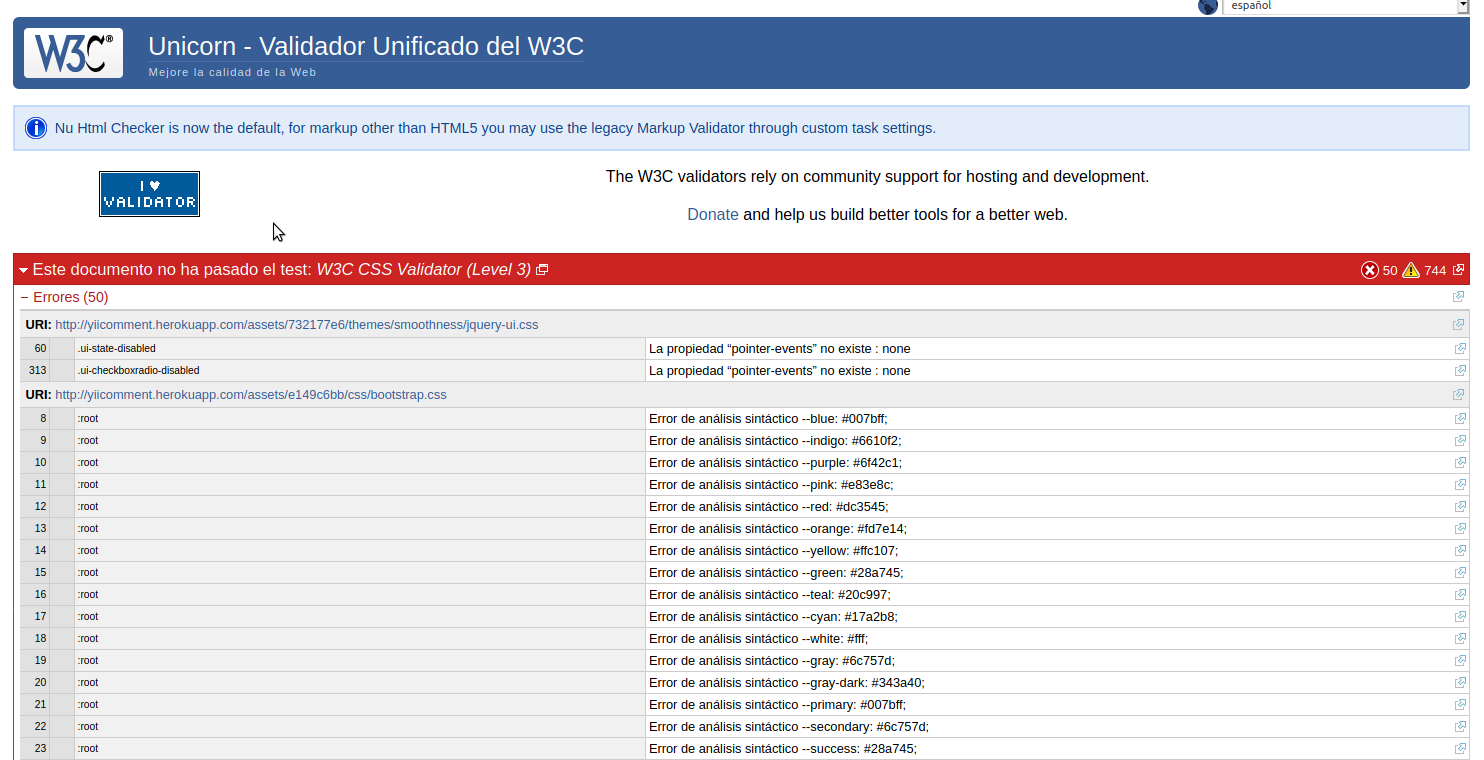 español
W3C®
Unicorn - Validador Unificado del W3C
Mejore la calidad de la Web
Nu Html Checker is now the default, for markup other than HTML5 you may use the legacy Markup Validator through custom task settings.
I ♥
VALIDATOR
The W3C validators rely on community support for hosting and development.
Donate and help us build better tools for a better web.
Este documento no ha pasado el test: W3C CSS Validator (Level 3) 50 744
− Errores (50)
URI: http://yiicomment.herokuapp.com/assets/732177e6/themes/smoothness/jquery-ui.css
60 .ui-state-disabled La propiedad “pointer-events” no existe : none
313 .ui-checkboxradio-disabled La propiedad “pointer-events” no existe : none
URI: http://yiicomment.herokuapp.com/assets/e149c6bb/css/bootstrap.css
8 :root Error de análisis sintáctico --blue: #007bff;
9 :root Error de análisis sintáctico --indigo: #6610f2;
10 :root Error de análisis sintáctico --purple: #6f42c1;
11 :root Error de análisis sintáctico --pink: #e83e8c;
12 :root Error de análisis sintáctico --red: #dc3545;
13 :root Error de análisis sintáctico --orange: #fd7e14;
14 :root Error de análisis sintáctico --yellow: #ffc107;
15 :root Error de análisis sintáctico --green: #28a745;
16 :root Error de análisis sintáctico --teal: #20c997;
17 :root Error de análisis sintáctico --cyan: #17a2b8;
18 :root Error de análisis sintáctico --white: #fff;
19 :root Error de análisis sintáctico --gray: #6c757d;
20 :root Error de análisis sintáctico --gray-dark: #343a40;
21 :root Error de análisis sintáctico --primary: #007bff;
22 :root Error de análisis sintáctico --secondary: #6c757d;
23 :root Error de análisis sintáctico --success: #28a745;